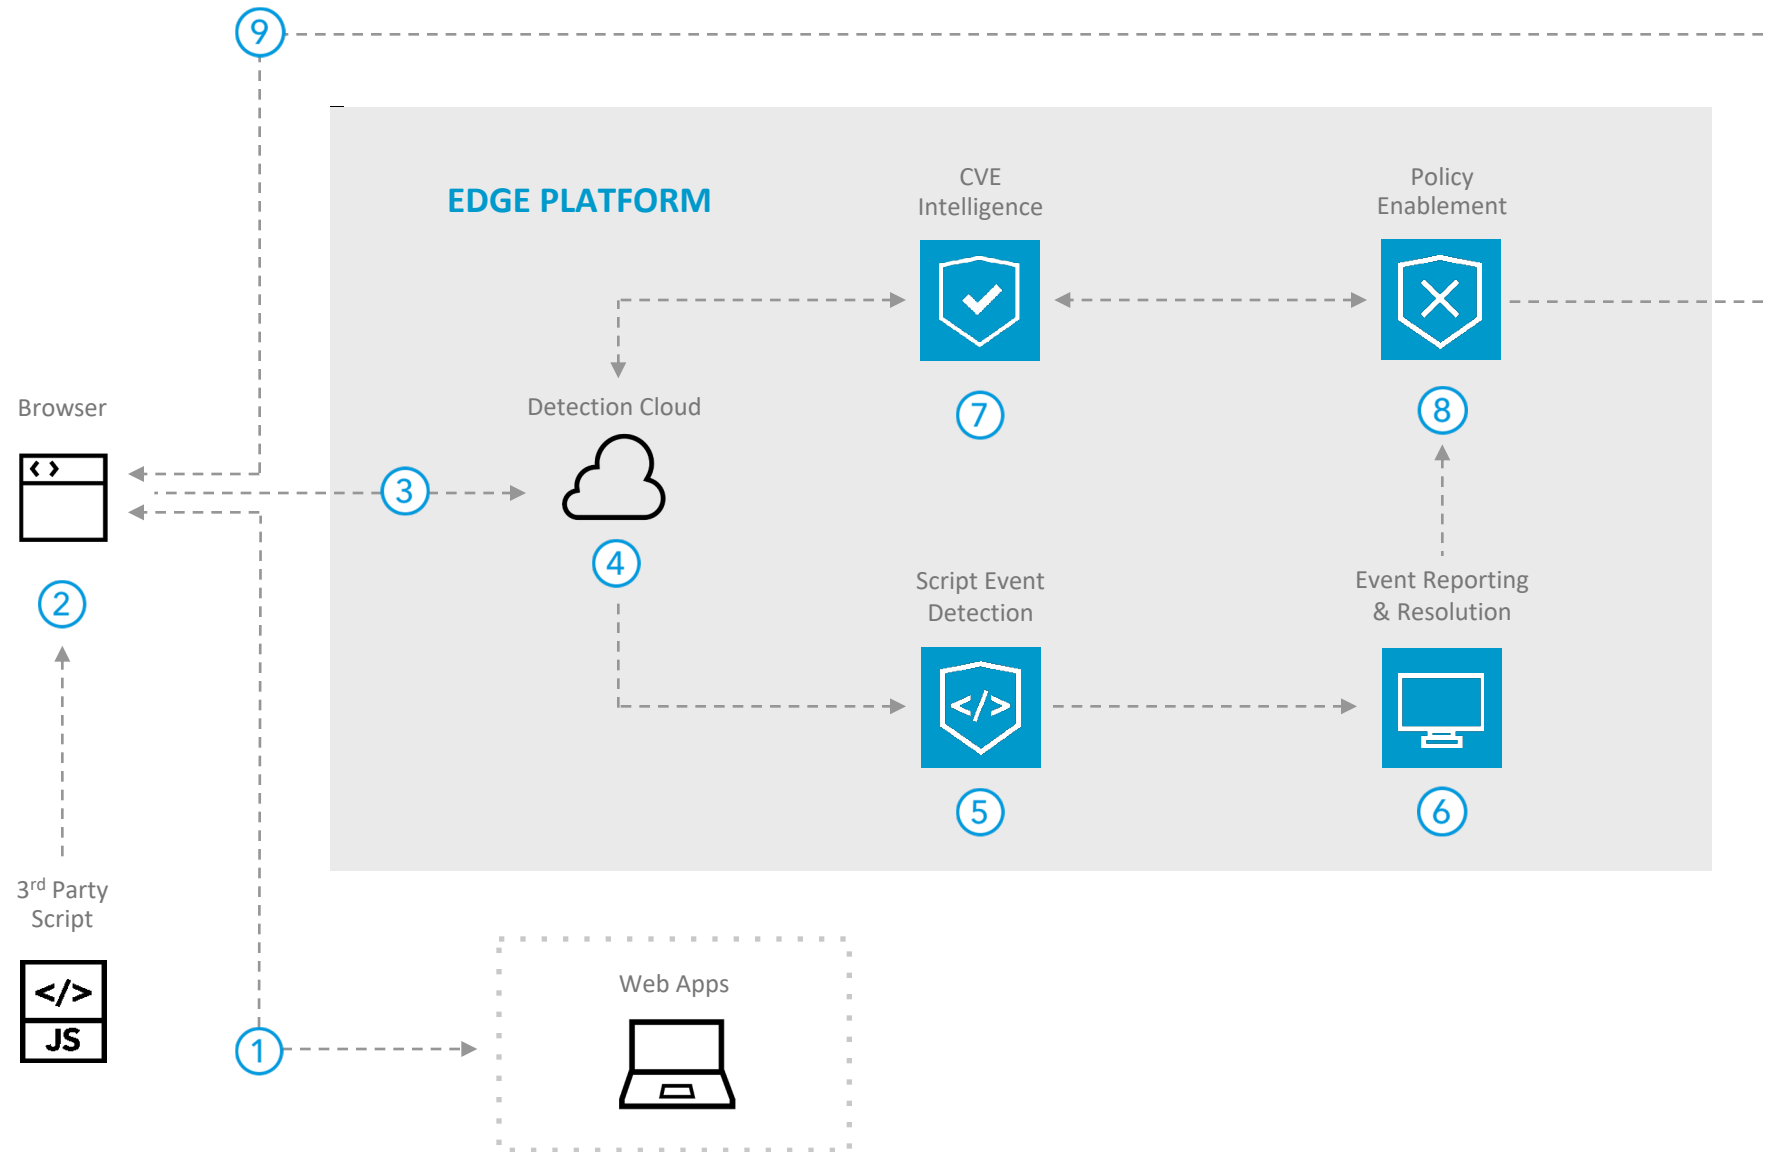 9
EDGE PLATFORM
CVE
Intelligence
Policy
Enablement
7
8
Browser
< >
Detection Cloud
3
4
2
Script Event
Detection
</>
Event Reporting
& Resolution
5
6
3rd Party
Script
</>
JS
1
Web Apps